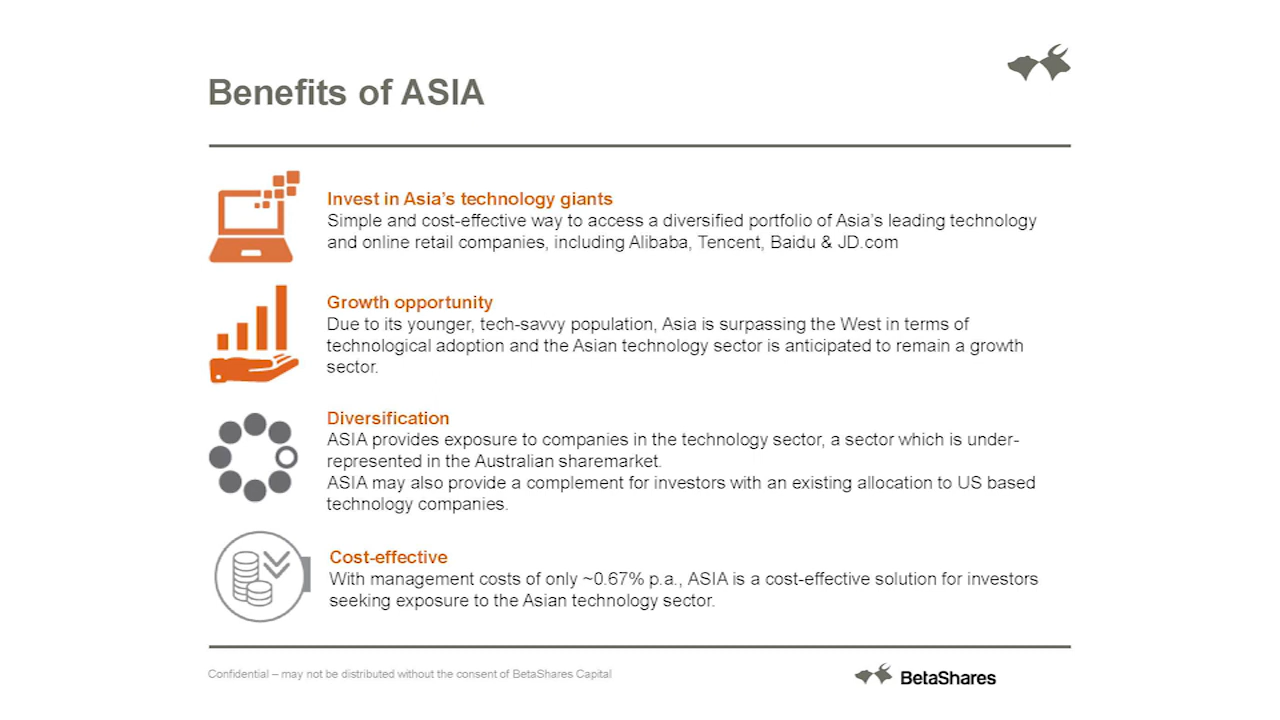 Benefits of ASIA
Invest in Asia's technology giants
Simple and cost-effective way to access a diversified portfolio of Asia's leading technology
and online retail companies, including Alibaba, Tencent, Baidu & JD.com
Growth opportunity
Due to its younger, tech-savvy population, Asia is surpassing the West in terms of
technological adoption and the Asian technology sector is anticipated to remain a growth
sector.
Diversification
ASIA provides exposure to companies in the technology sector, a sector which is under-
represented in the Australian sharemarket.
ASIA may also provide a complement for investors with an existing allocation to US based
technology companies.
Cost-effective
With management costs of only ~0.67% p.a., ASIA is a cost-effective solution for investors
seeking exposure to the Asian technology sector.
Confidential – may not be distributed without the consent of BetaShares Capital
BetaShares